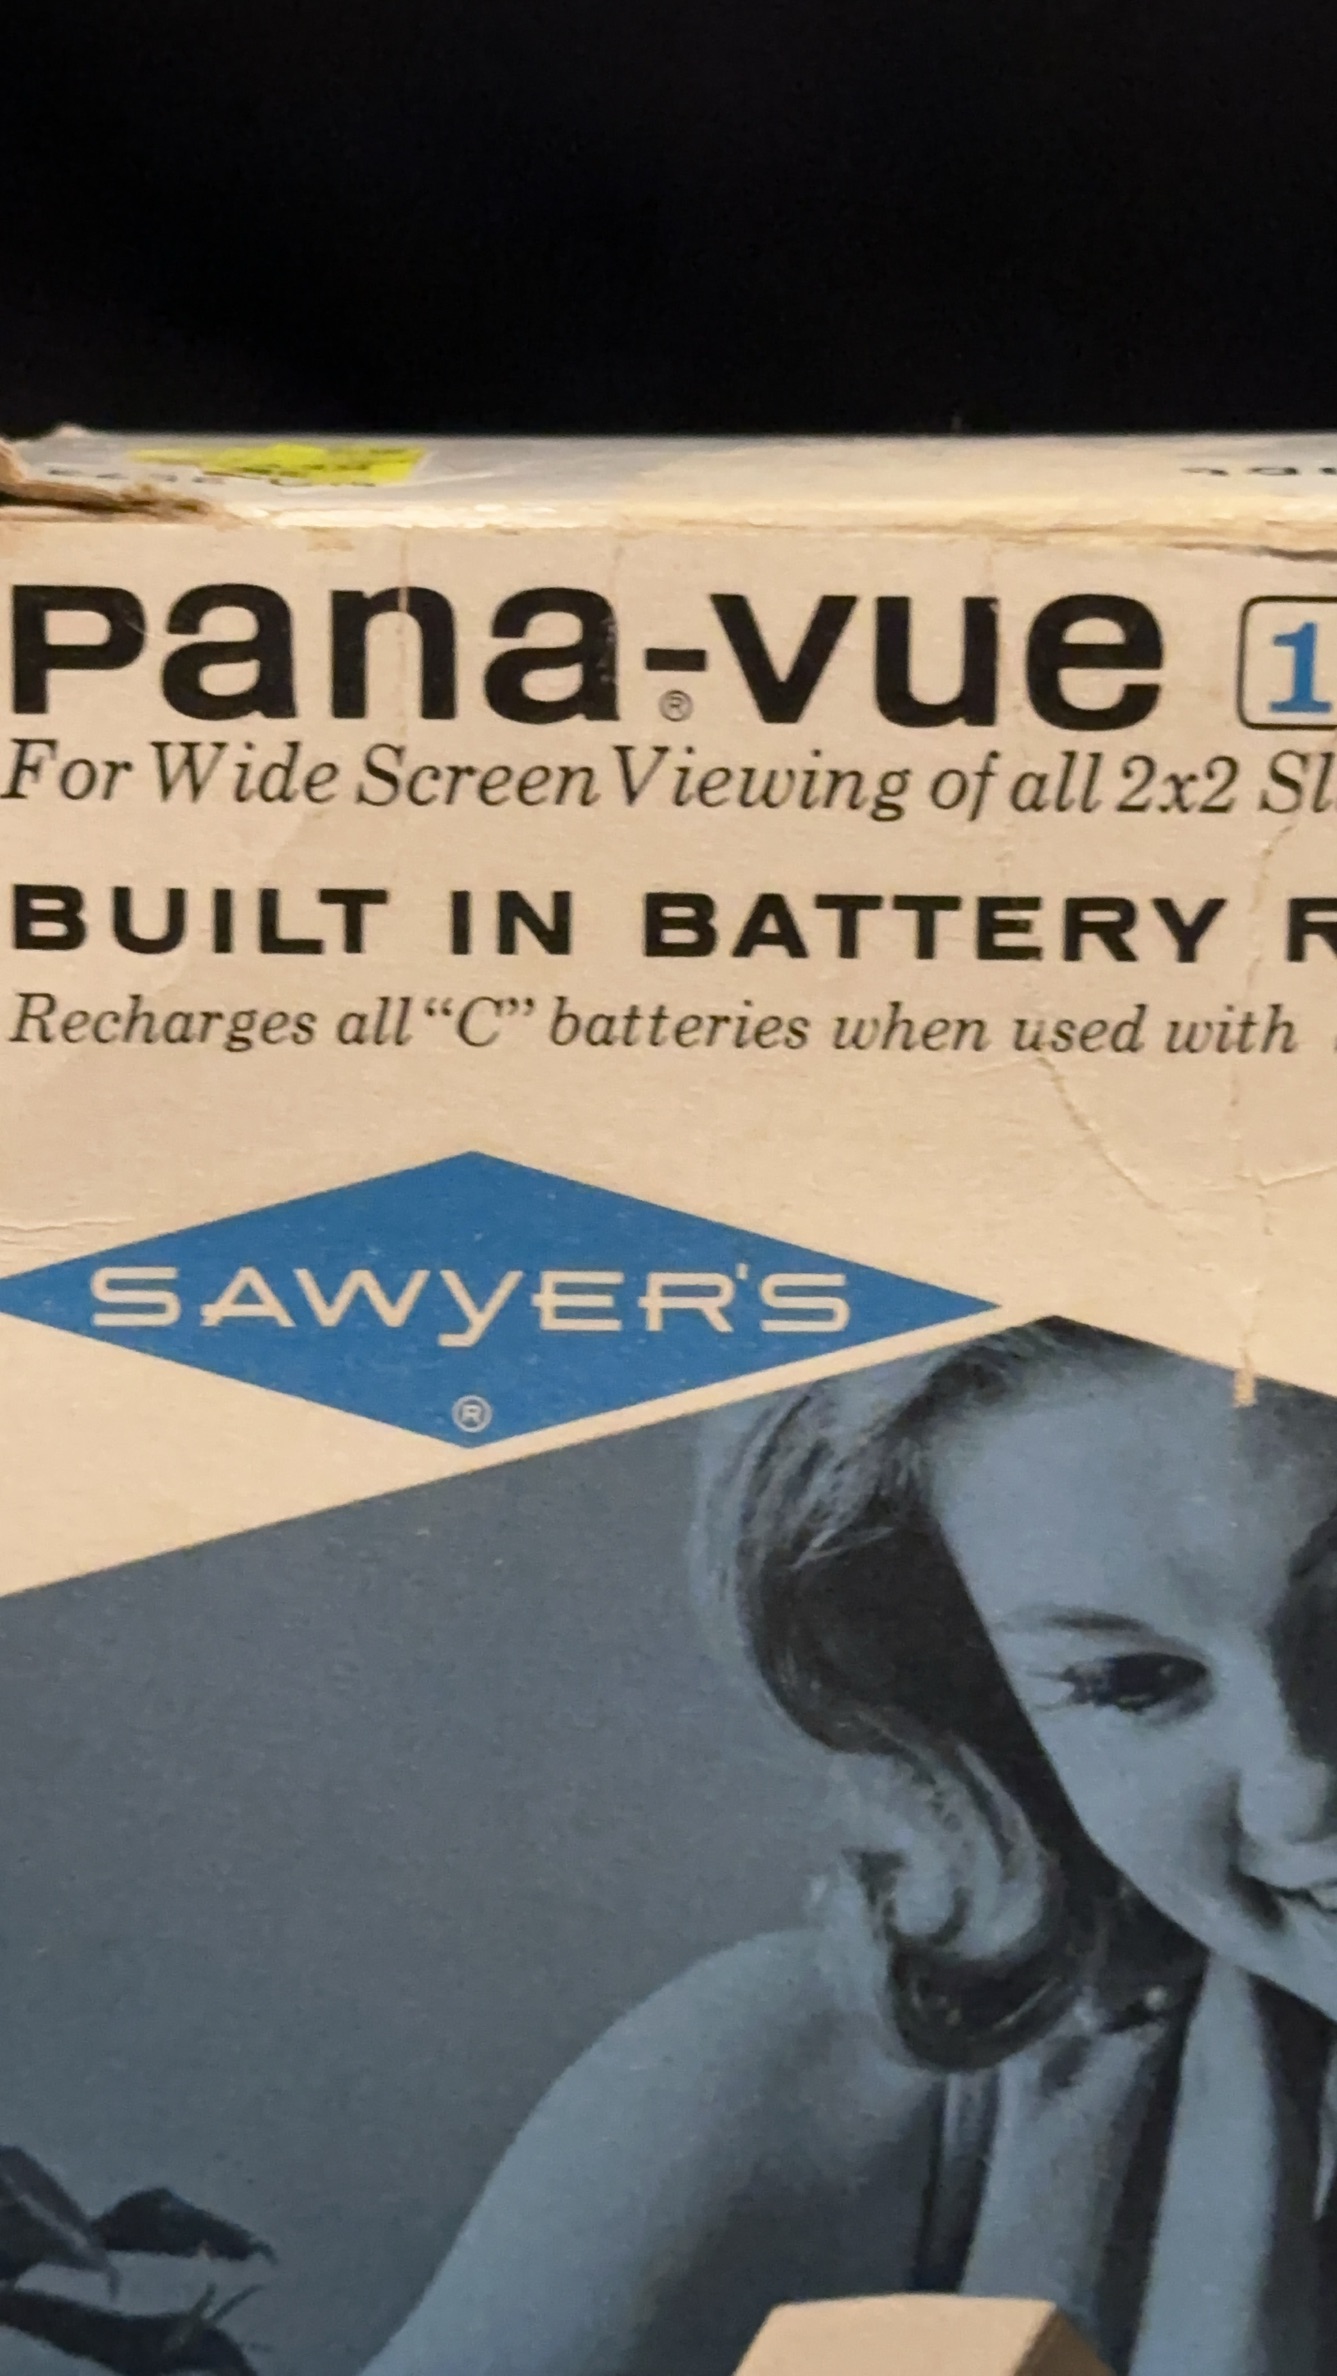 Pana-Vue 1
®
For Wide Screen Viewing of all 2x2
BUILT IN BATTERY
Recharges all “C” batteries when used with
SAWYER'S
®